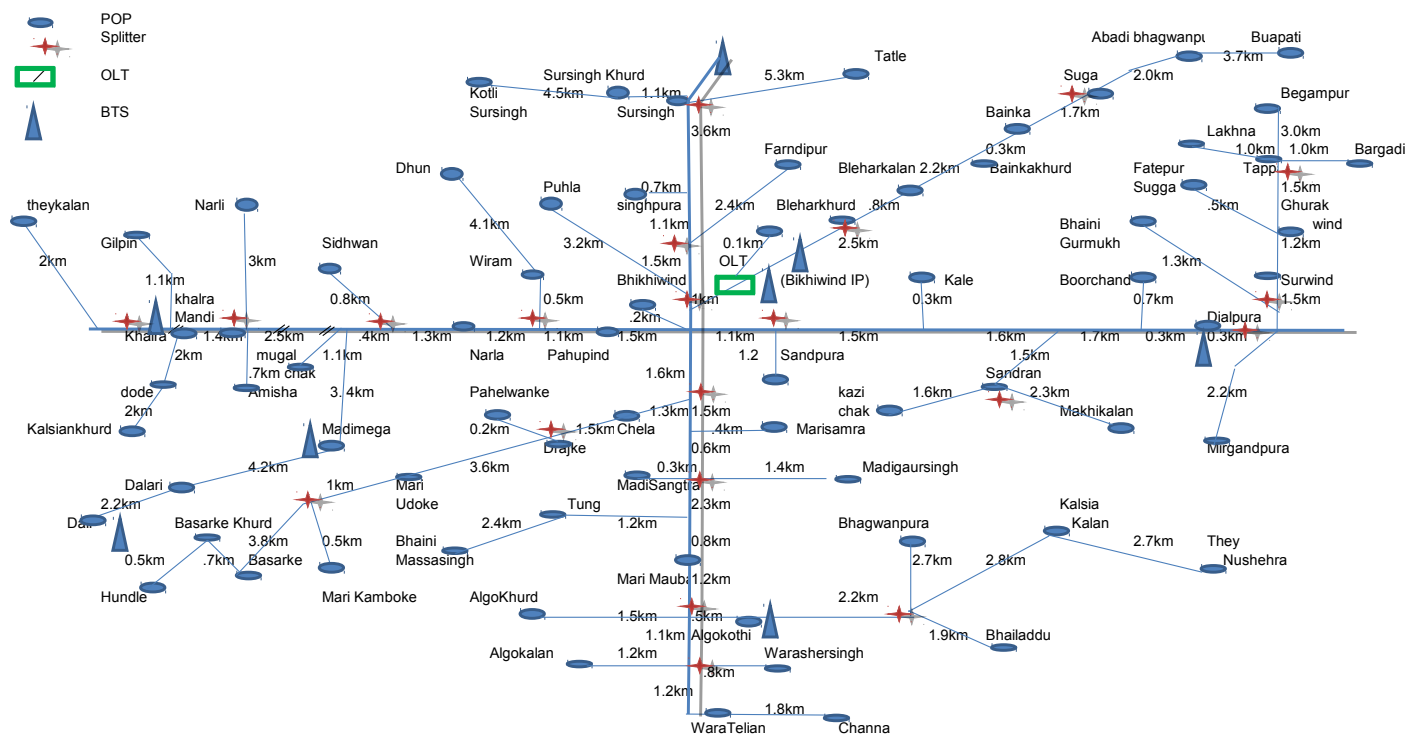 POP
Splitter
OLT
BTS
Kotli
Sursingh
Sursingh Khurd
4.5km
1.1km
Sursingh
5.3km
Tatle
3.6km
Abadi bhagwanpu
Buapati
3.7km
2.0km
Suga
1.7km
Bainka
0.3km
Bainkakhurd
Bleharkalan
2.2km
.8km
Bleharkhurd
2.5km
Begampur
3.0km
Lakhna
1.0km
1.0km
Bargadi
Tapp
1.5km
Ghurak
wind
Fatepur
Sugga
.5km
1.2km
Bhaini
Gurmukh
1.3km
Surwind
1.5km
Boorchand
0.7km
Dialpura
Farndipur
2.4km
0.7km
singhpura
1.1km
1.5km
Dhun
4.1km
Puhla
3.2km
Wiram
0.5km
0.1km
OLT
(Bikhiwind IP)
Bhikhiwind
.2km
1km
Kale
0.3km
theykalan
2km
Gilpin
1.1km
Narli
3km
Sidhwan
0.8km
khalra
Mandi
Khalra
1.4km
2.5km
.4km
1.3km
1.2km
1.1km
1.5km
1.1km
1.5km
1.6km
1.7km
0.3km
0.3km
2km
mugal
chak
.7km
1.1km
Narla
Pahupind
1.2
Sandpura
1.5km
dode
2km
Kalsiankhurd
Amisha
3.4km
1.6km
Pahelwanke
0.2km
Drajke
1.5km
Chela
1.3km
1.5km
.4km
Marisamra
kazi
chak
1.6km
Sandran
2.3km
Makhikalan
2.2km
Mirgandpura
Madimega
4.2km
3.6km
0.6km
Dalari
2.2km
Dall
1km
Mari
Udoke
0.3km
MadiSangtra
1.4km
Madigaursingh
Basarke Khurd
3.8km
0.5km
.7km
Basarke
Hundle
0.5km
Mari Kamboke
Tung
2.4km
1.2km
Bhaini
Massasingh
2.3km
0.8km
Mari Mauba
1.2km
Bhagwanpura
2.7km
Kalsia
Kalan
2.8km
2.7km
They
Nushehra
AlgoKhurd
1.5km
.5km
2.2km
1.1km
Algokothi
1.9km
Bhailaddu
Algokalan
1.2km
.8km
Warashersingh
1.2km
WaraTelian
1.8km
Channa